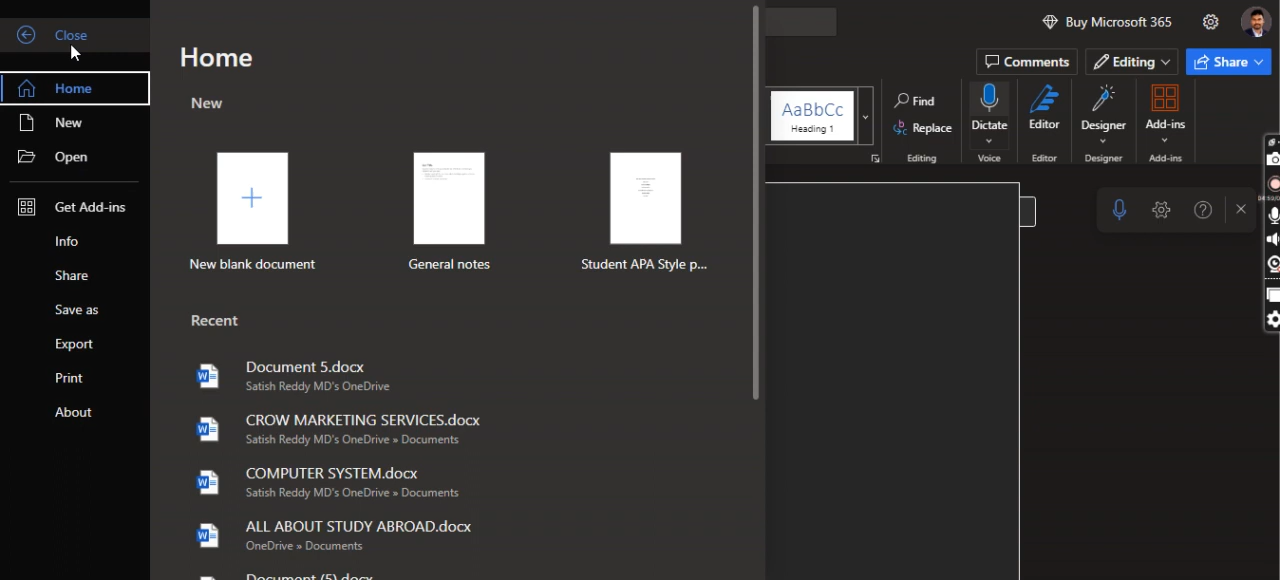 Close
Home
New
Open
Get Add-ins
Info
Share
Save as
Export
Print
About
Home
New
New blank document
General notes
Student APA Style p...
Recent
Document 5.docx
Satish Reddy MD's OneDrive
CROW MARKETING SERVICES.docx
Satish Reddy MD's OneDrive » Documents
COMPUTER SYSTEM.docx
Satish Reddy MD's OneDrive » Documents
ALL ABOUT STUDY ABROAD.docx
OneDrive » Documents
Document (5).docx
Buy Microsoft 365
Comments
Editing
Share
AaBbCc
Heading 1
Find
Replace
Editing
Dictate
Voice
Editor
Editor
Designer
Designer
Add-ins
Add-ins